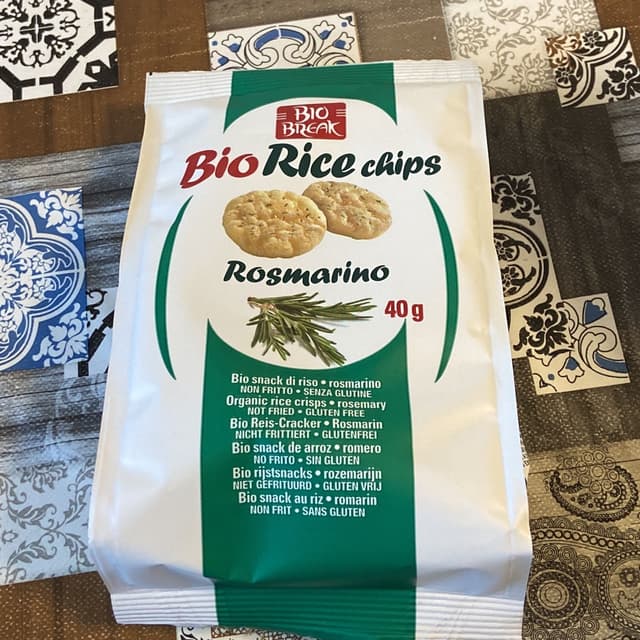 BIO
BREAK
Bio Rice chips
Rosmarino
40 g
Bio snack di riso • rosmarino
NON FRITTO • SENZA GLUTINE
Organic rice crisps • rosemary
NOT FRIED • GLUTEN FREE
Bio Reis-Cracker • Rosmarin
NICHT FRITTIERT • GLUTENFREI
Bio snack de arroz • romero
NO FRITO • SIN GLUTEN
Bio rijstsnacks • rozemarijn
NIET GEFRITUURD • GLUTEN VRIJ
Bio snack au riz • romarin
NON FRIT • SANS GLUTEN